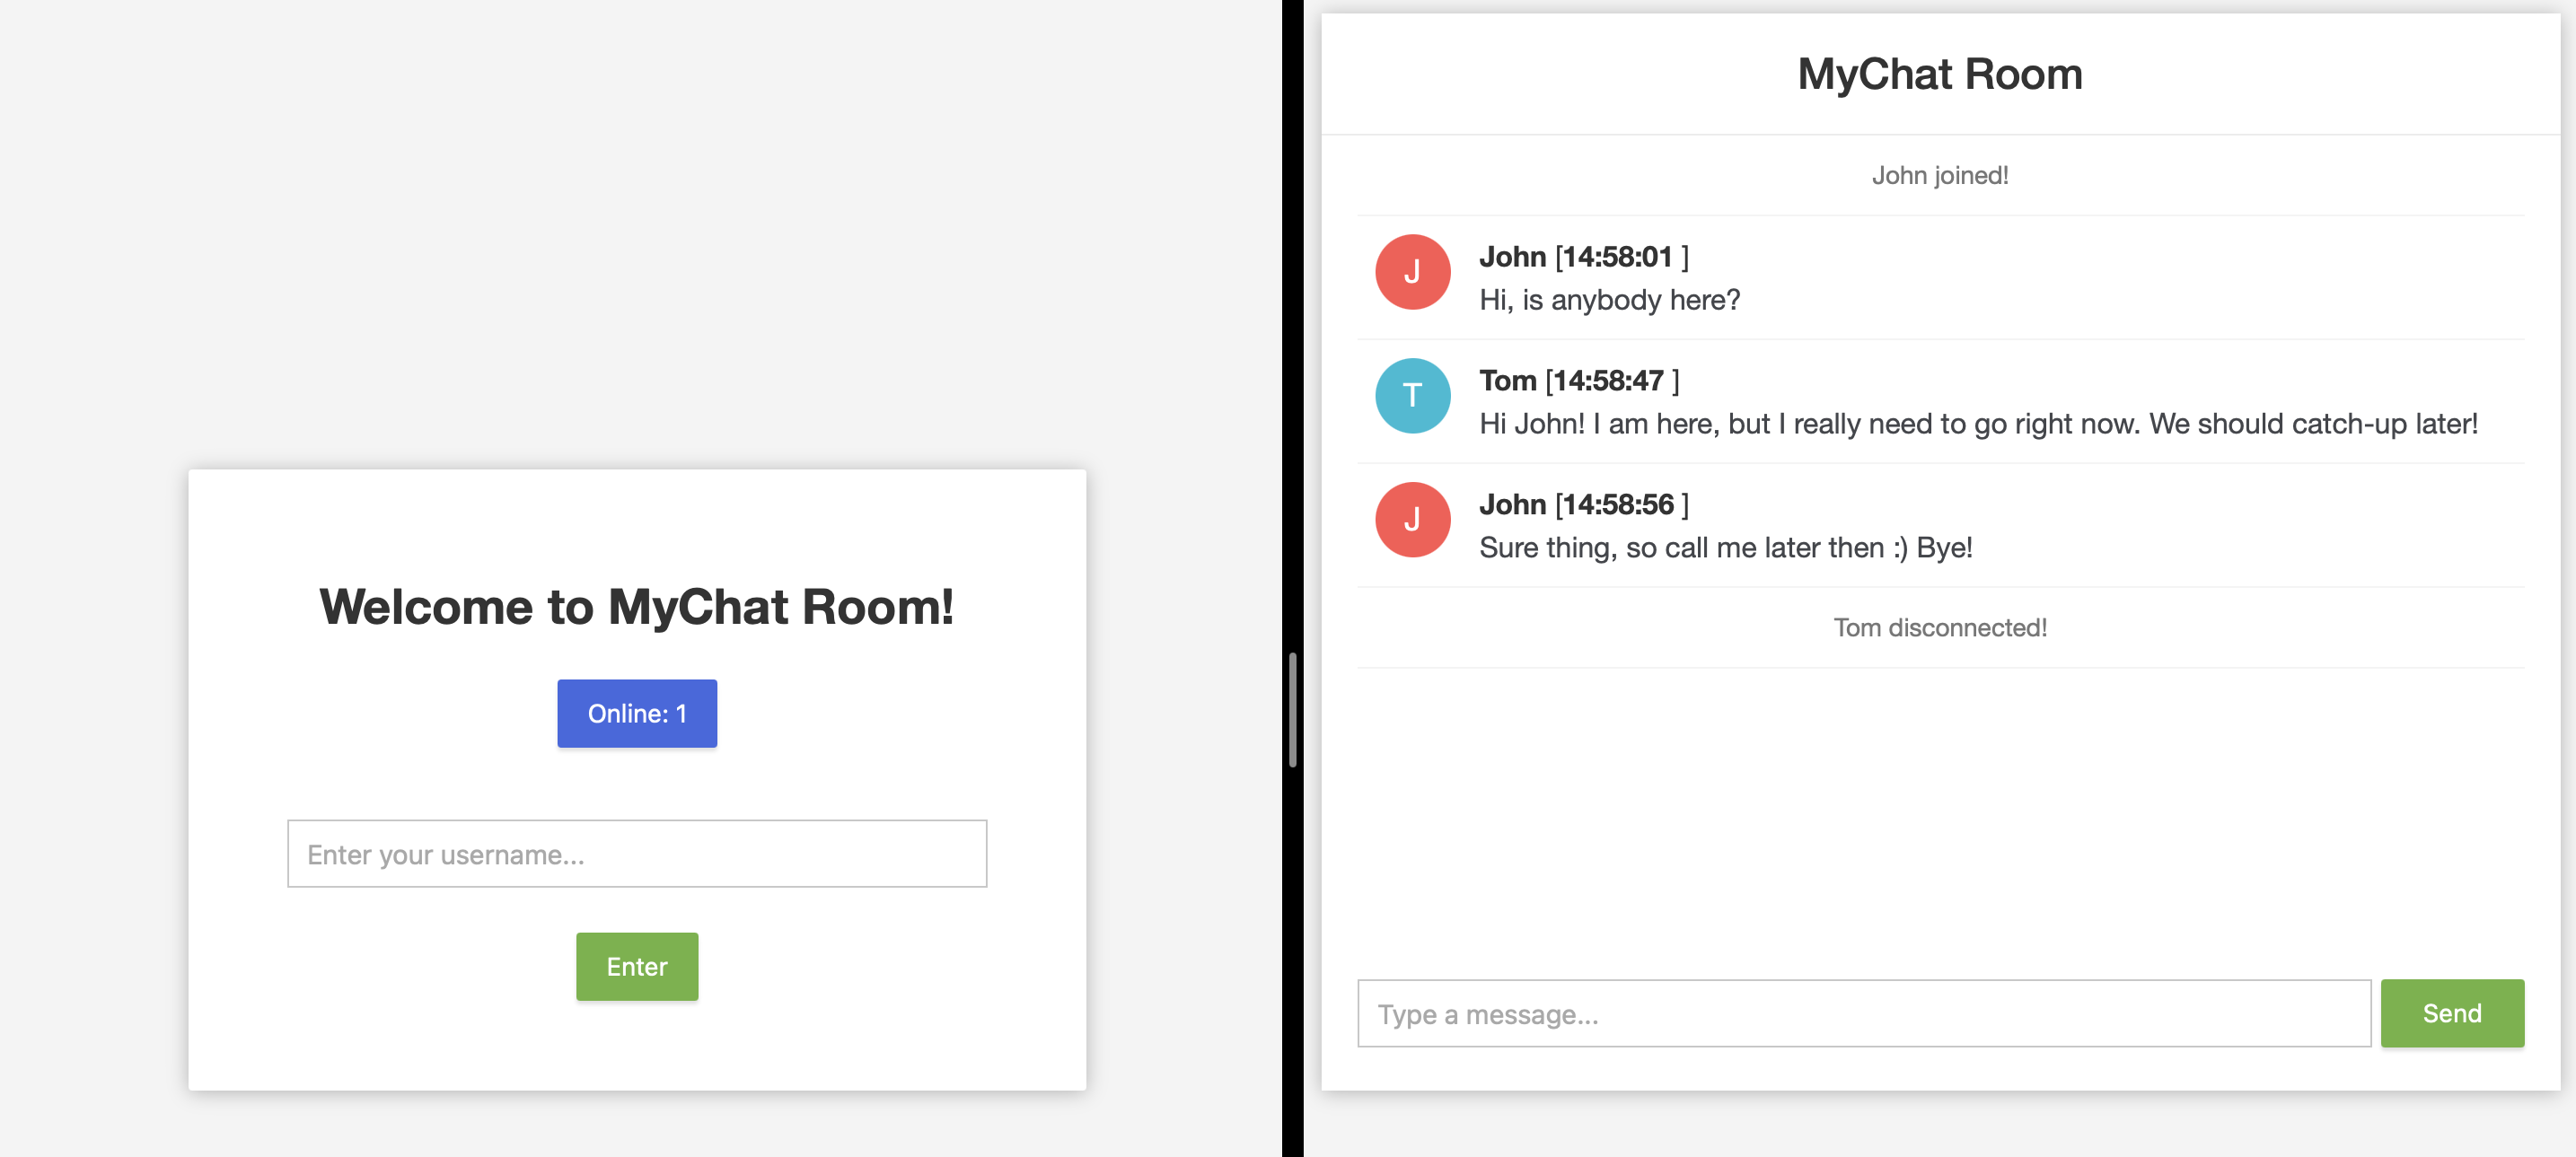 Welcome to MyChat Room!
Online: 1
Enter your username...
Enter
MyChat Room
John joined!
J
John [14:58:01 ]
Hi, is anybody here?
T
Tom [14:58:47 ]
Hi John! I am here, but I really need to go right now. We should catch-up later!
J
John [14:58:56 ]
Sure thing, so call me later then :) Bye!
Tom disconnected!
Type a message...
Send